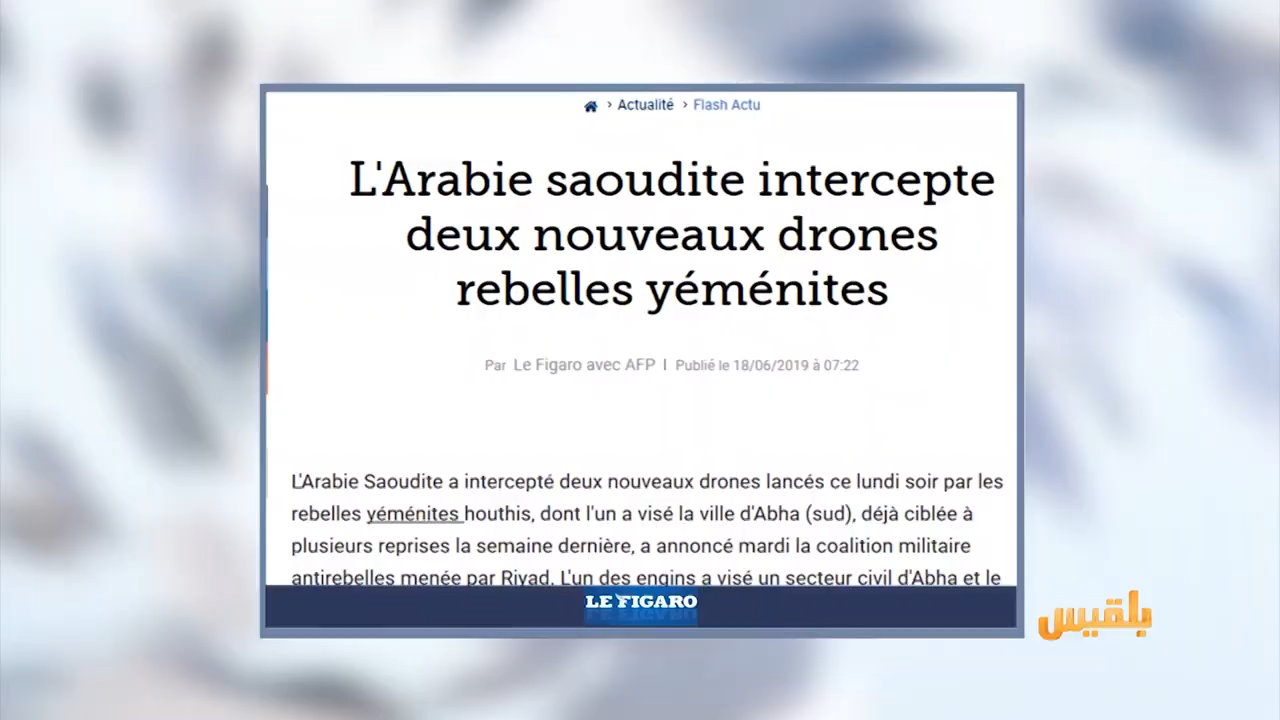 Actualité > Flash Actu
L'Arabie saoudite intercepte
deux nouveaux drones
rebelles yéménites
Par Le Figaro avec AFP | Publié le 18/06/2019 à 07:22
L'Arabie Saoudite a intercepté deux nouveaux drones lancés ce lundi soir par les
rebelles yéménites houthis, dont l'un a visé la ville d'Abha (sud), déjà ciblée à
plusieurs reprises la semaine dernière, a annoncé mardi la coalition militaire
antirebelles menée par Riyad. L'un des engins a visé un secteur civil d'Abha et le
LE FIGARO
بلقيس